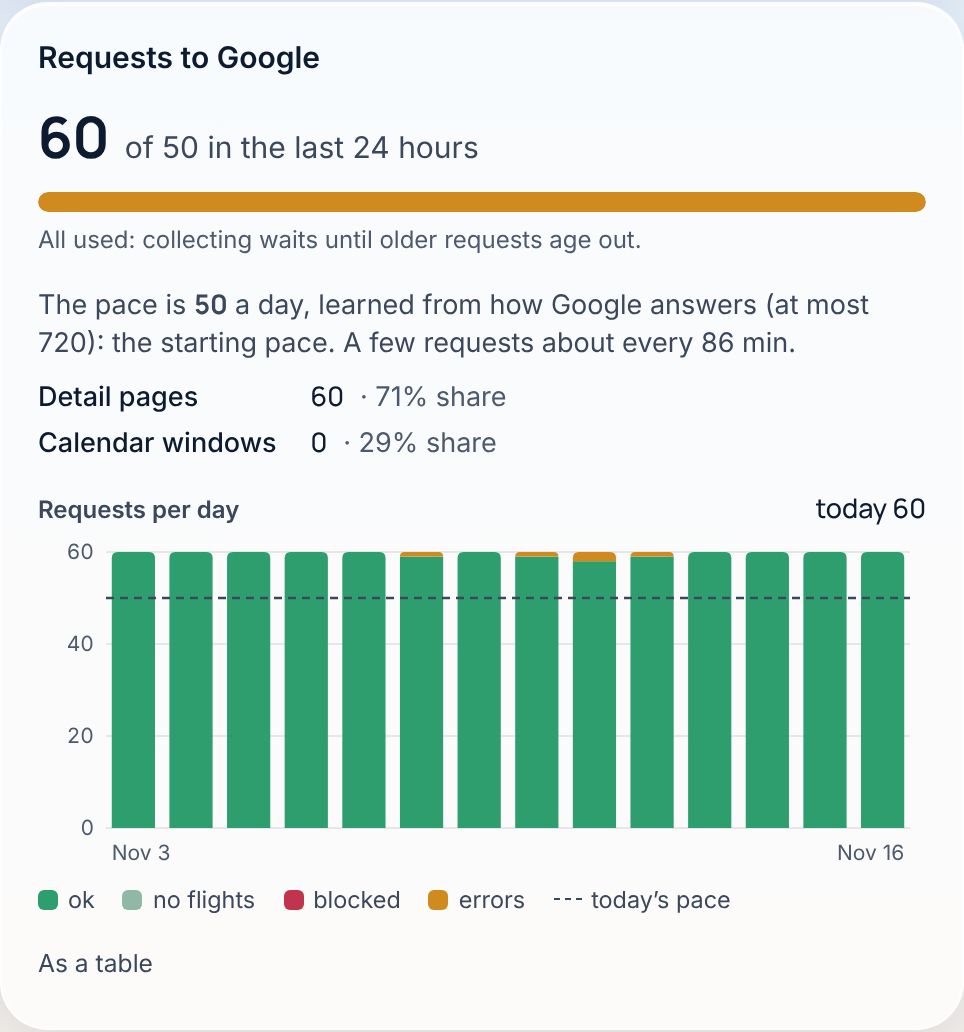 Requests to Google
60 of 50 in the last 24 hours
All used: collecting waits until older requests age out.
The pace is 50 a day, learned from how Google answers (at most
720): the starting pace. A few requests about every 86 min.
Detail pages 60 · 71% share
Calendar windows 0 · 29% share
Requests per day today 60
60
40
20
0
Nov 3 Nov 16
ok no flights blocked errors --- today’s pace
As a table